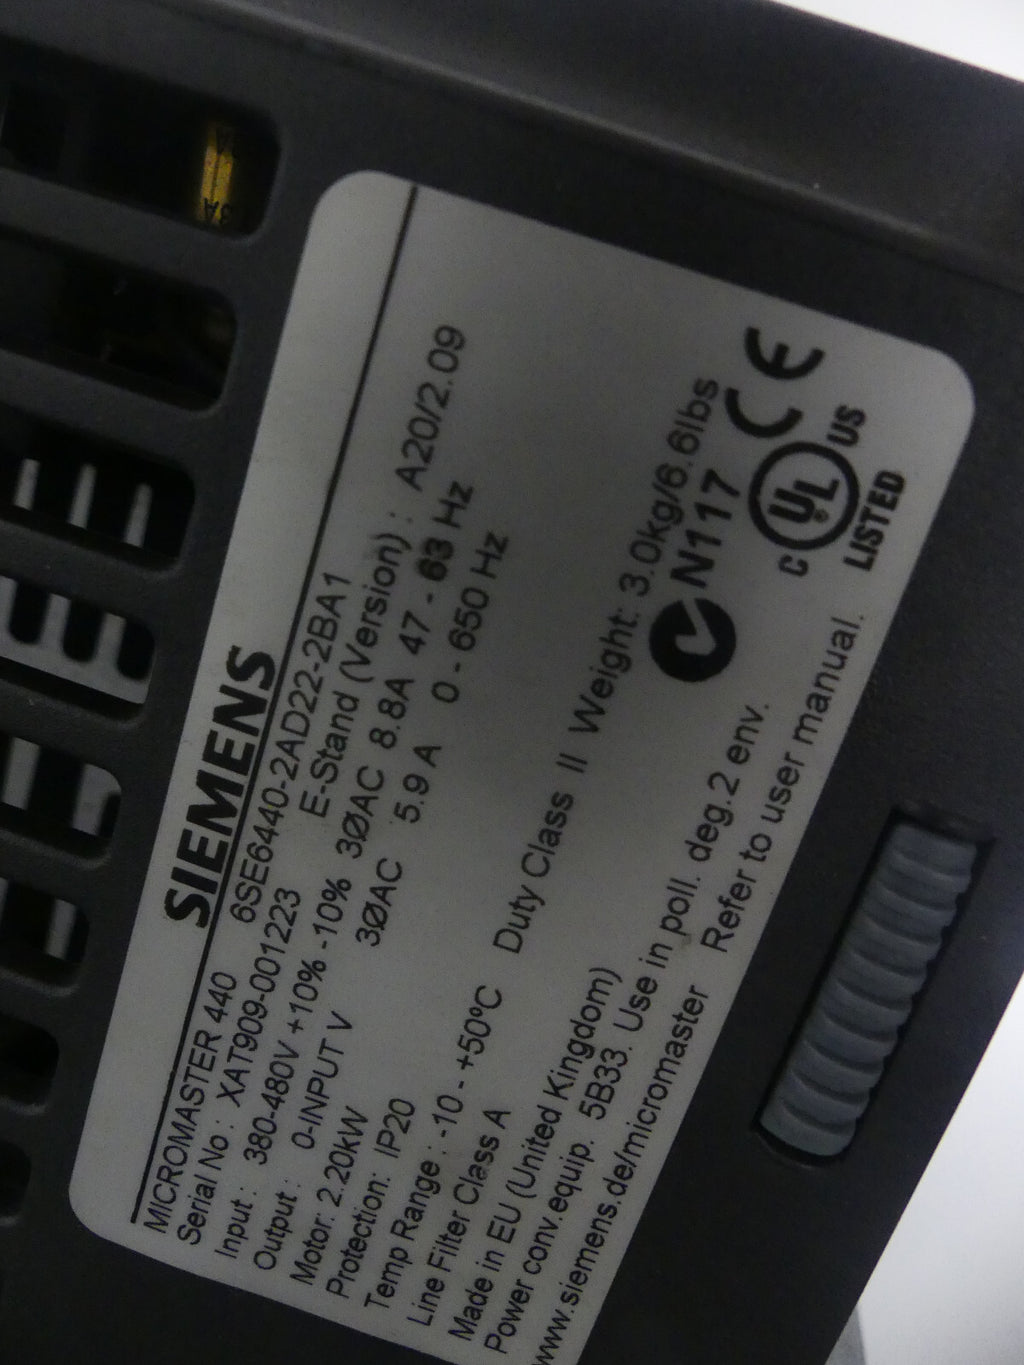 SIEMENS
MICROMASTER 440 6SE6440-2AD22-2BA1
Serial No : XAT909-001223 E-Stand (Version) : A20/2.09
Input : 380-480V +10% -10% 3ØAC 8.8A 47 - 63 Hz
Output : 0-INPUT V 3ØAC 5.9 A 0 - 650 Hz
Motor: 2.20kW
Protection: IP20
Temp Range : -10 - +50ºC Duty Class II Weight: 3.0kg/6.6lbs
Line Filter Class A
N117 CE
Made in EU (United Kingdom)
C UL US
LISTED
Power conv.equip. 5B33. Use in poll. deg.2 env.
www.siemens.de/micromaster Refer to user manual.